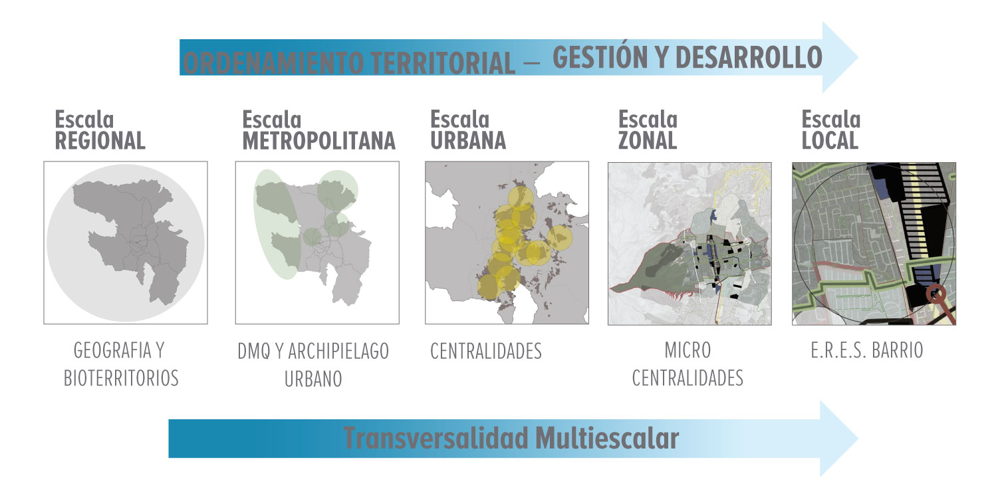 ORDENAMIENTO TERRITORIAL – GESTIÓN Y DESARROLLO
Escala
REGIONAL
Escala
METROPOLITANA
Escala
URBANA
Escala
ZONAL
Escala
LOCAL
GEOGRAFIA Y
BIOTERRITORIOS
DMQ Y ARCHIPIELAGO
URBANO
CENTRALIDADES
MICRO
CENTRALIDADES
E.R.E.S. BARRIO
Transversalidad Multiescalar